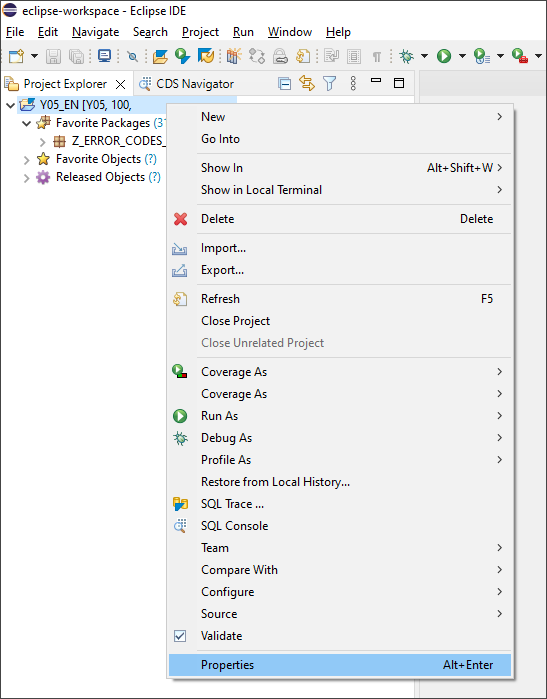 eclipse-workspace - Eclipse IDE
File Edit Navigate Search Project Run Window Help
Project Explorer CDS Navigator
Y05_EN [Y05, 100,
Favorite Packages
Z_ERROR_CODES_
Favorite Objects (?)
Released Objects (?)
New
Go Into
Show In Alt+Shift+W
Show in Local Terminal
Delete Delete
Import...
Export...
Refresh F5
Close Project
Close Unrelated Project
Coverage As
Coverage As
Run As
Debug As
Profile As
Restore from Local History...
SQL Trace ...
SQL Console
Team
Compare With
Configure
Source
Validate
Properties Alt+Enter